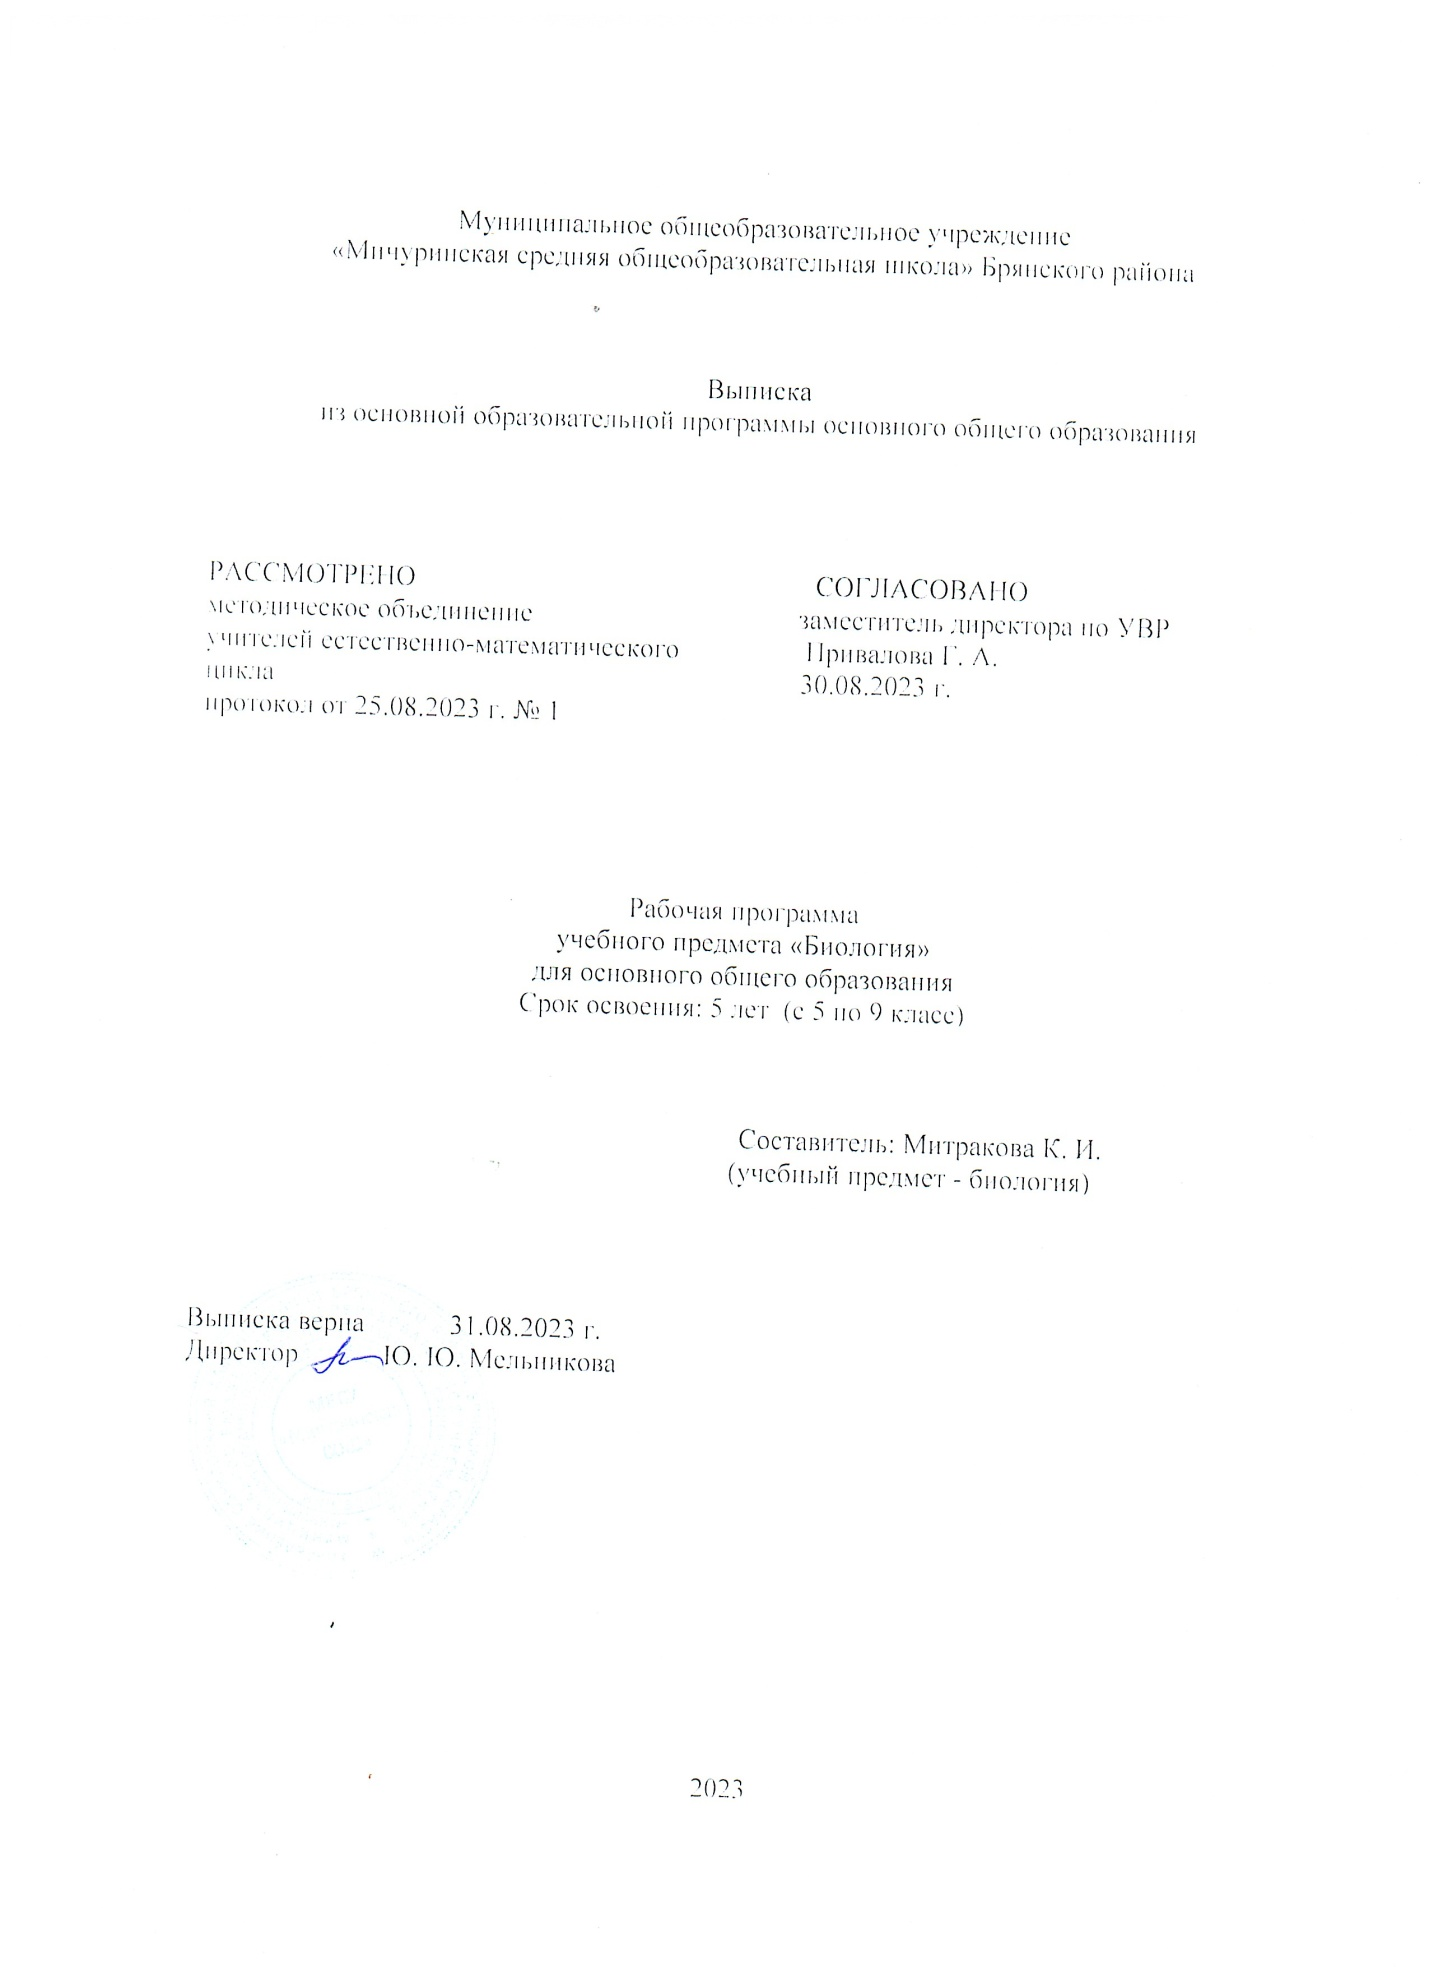 Муниципальное общеобразовательное учреждение
«Мичуринская средняя общеобразовательная школа» Брянского района
Выписка
из основной образовательной программы основного общего образования
РАССМОТРЕНО
методическое объединение
учителей естественно-математического
цикла
протокол от 25.08.2023 г. № 1
СОГЛАСОВАНО
заместитель директора по УВР
Привалова Г. А.
30.08.2023 г.
Рабочая программа
учебного предмета «Биология»
для основного общего образования
Срок освоения: 5 лет (с 5 по 9 класс)
Составитель: Митракова К. И.
(учебный предмет - биология)
Выписка верна 31.08.2023 г.
Директор Ю. Ю. Мельникова
2023